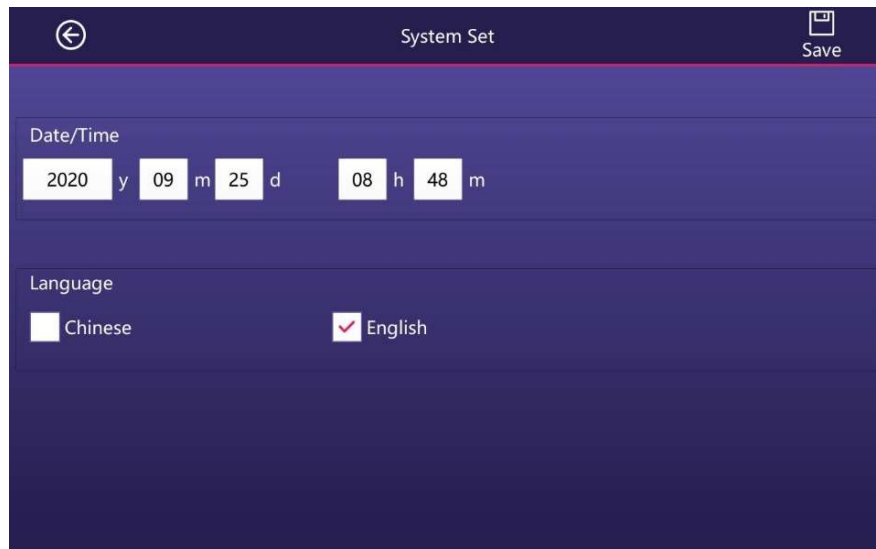 System Set
Save
Date/Time
2020 y 09 m 25 d 08 h 48 m
Language
Chinese English